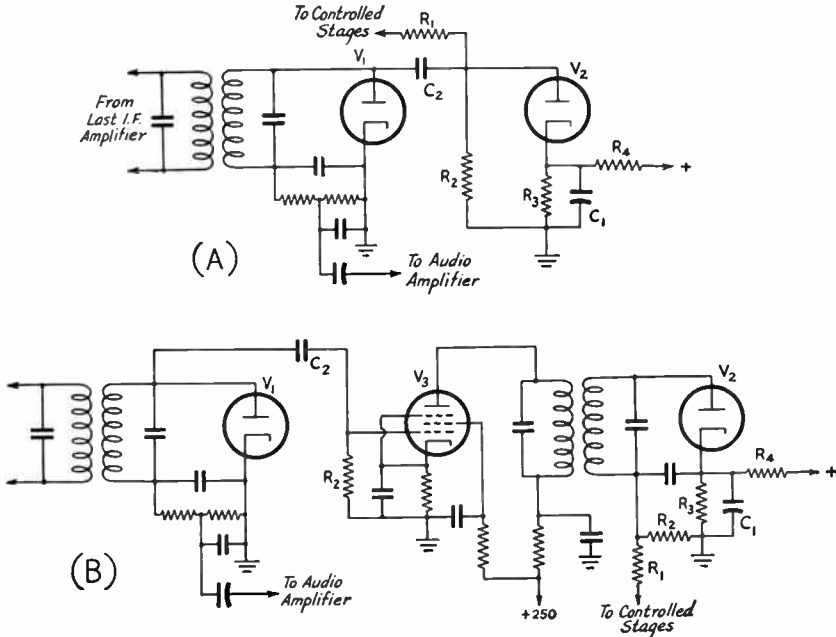 To Controlled
Stages
R₁
V₁
C₂
V₂
From
Last I.F.
Amplifier
R₂
R₃
R₄
+
C₁
(A)
To Audio
Amplifier
C₂
V₁
V₃
V₂
R₂
R₄
+
R₃
C₁
R₂
R₁
(B)
To Audio
Amplifier
+250
To Controlled
Stages